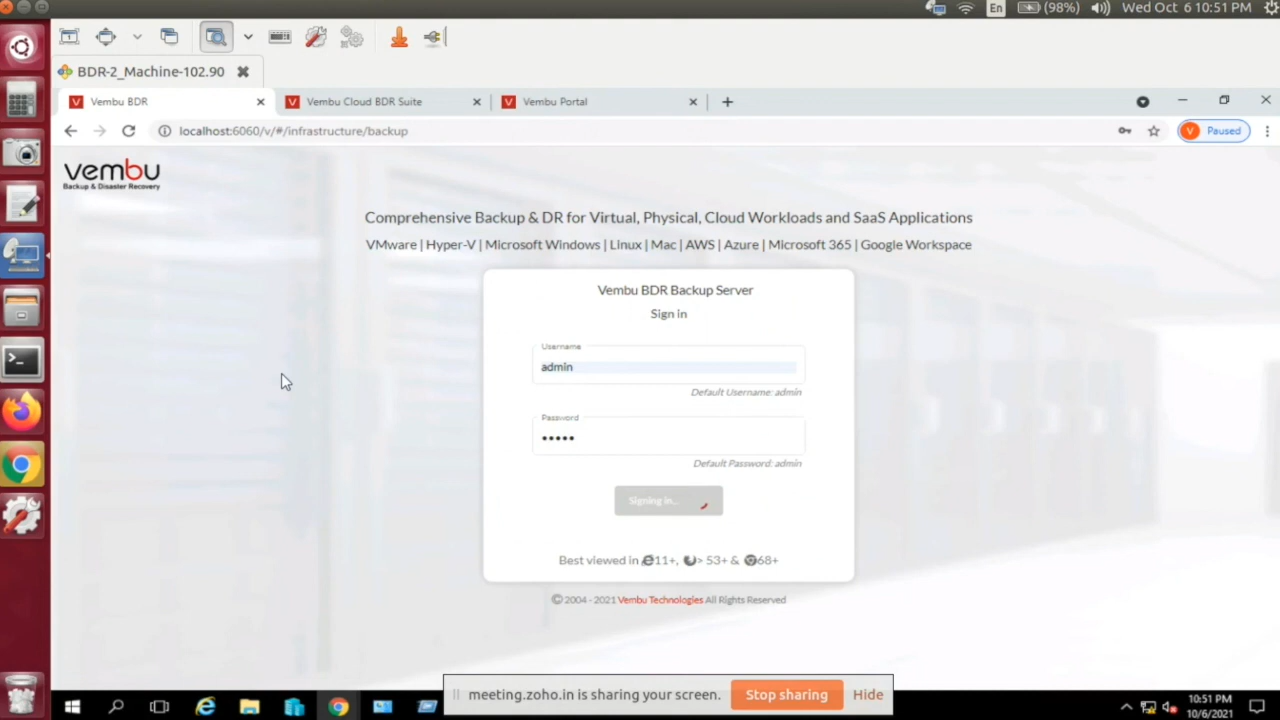 En (98%) Wed Oct 6 10:51 PM
BDR-2_Machine-102.90
Vembu BDR
Vembu Cloud BDR Suite
Vembu Portal
localhost:6060/v/#/infrastructure/backup
V Paused
vembu
Backup & Disaster Recovery
Comprehensive Backup & DR for Virtual, Physical, Cloud Workloads and SaaS Applications
VMware | Hyper-V | Microsoft Windows | Linux | Mac | AWS | Azure | Microsoft 365 | Google Workspace
Vembu BDR Backup Server
Sign in
Username
admin
Default Username: admin
Password
•••••
Default Password: admin
Signing in...
Best viewed in 11+, > 53+ & 68+
© 2004 - 2021 Vembu Technologies All Rights Reserved
meeting.zoho.in is sharing your screen. Stop sharing Hide
10:51 PM
10/6/2021